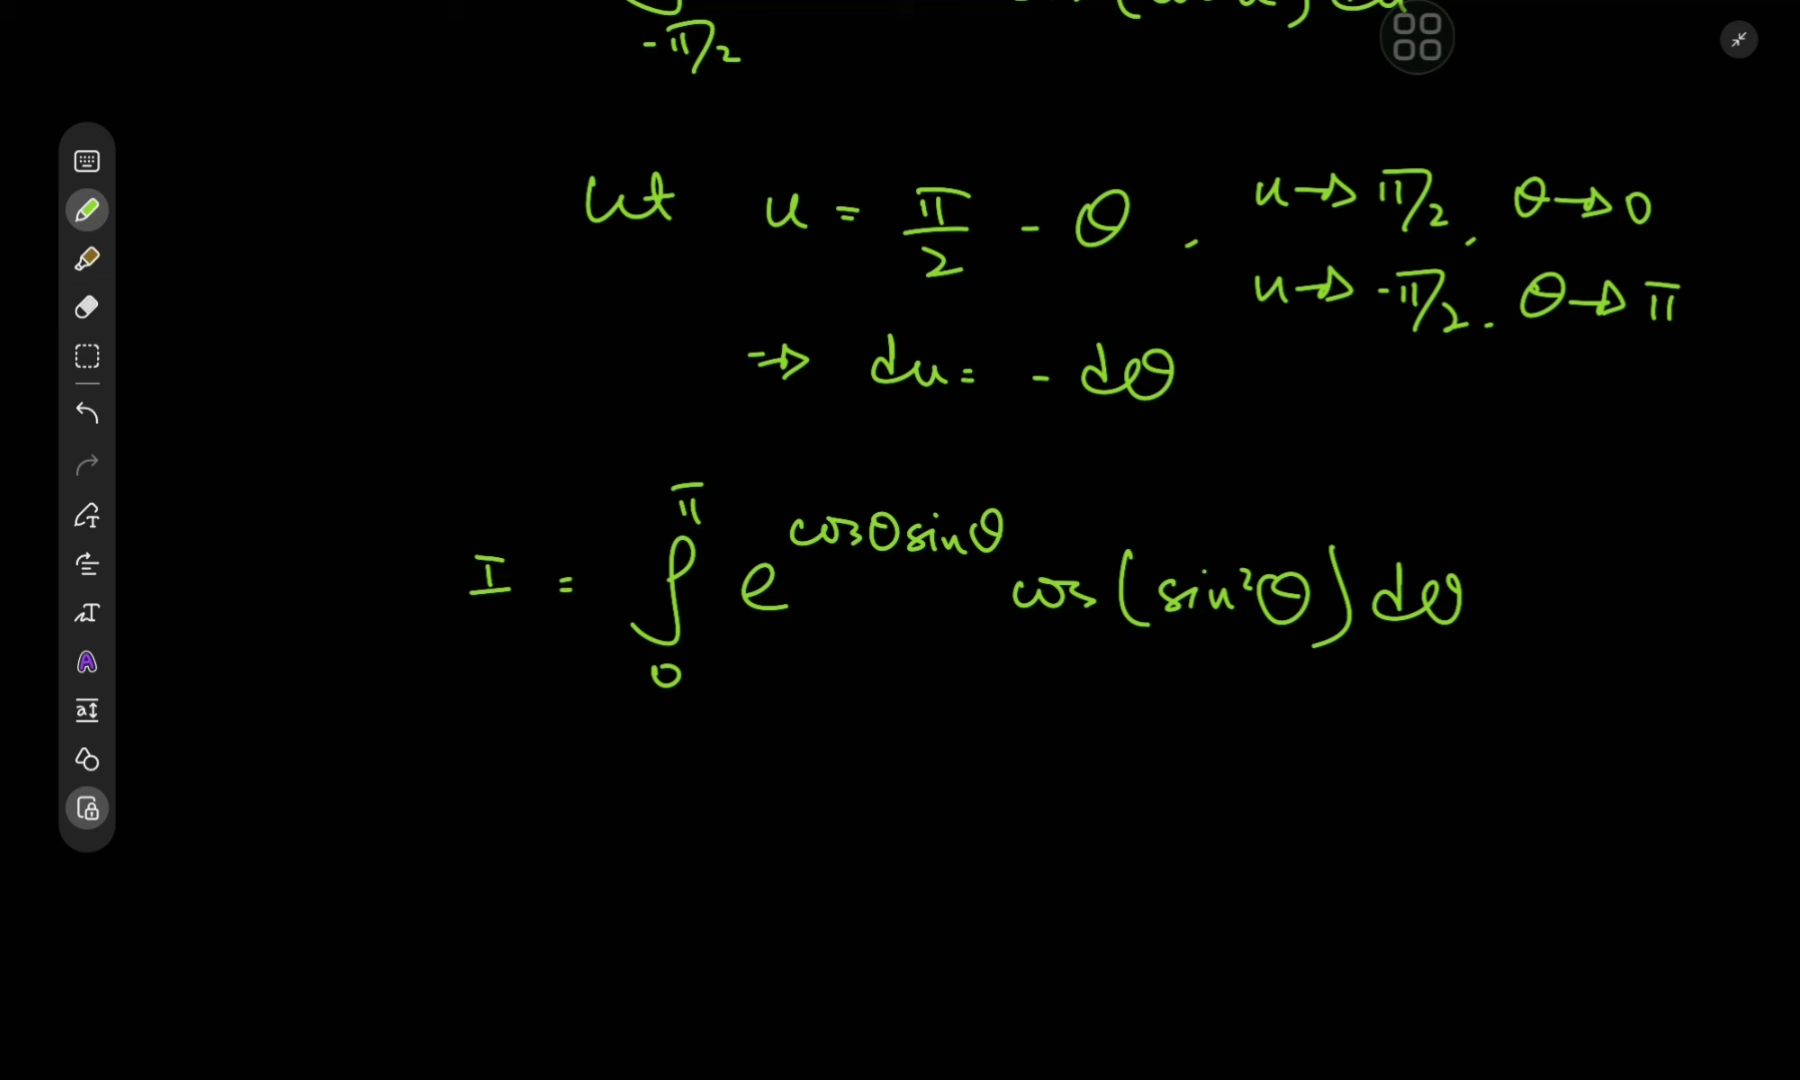 -π/2
let u = π/2 - θ, u→π/2, θ→0
u→-π/2, θ→π
⇒ du = - dθ
I = ∫₀^π e^(cosθ sinθ) cos(sin²θ) dθ